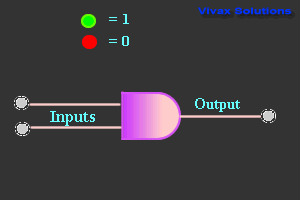 Vivax Solutions
= 1
= 0
Output
Inputs